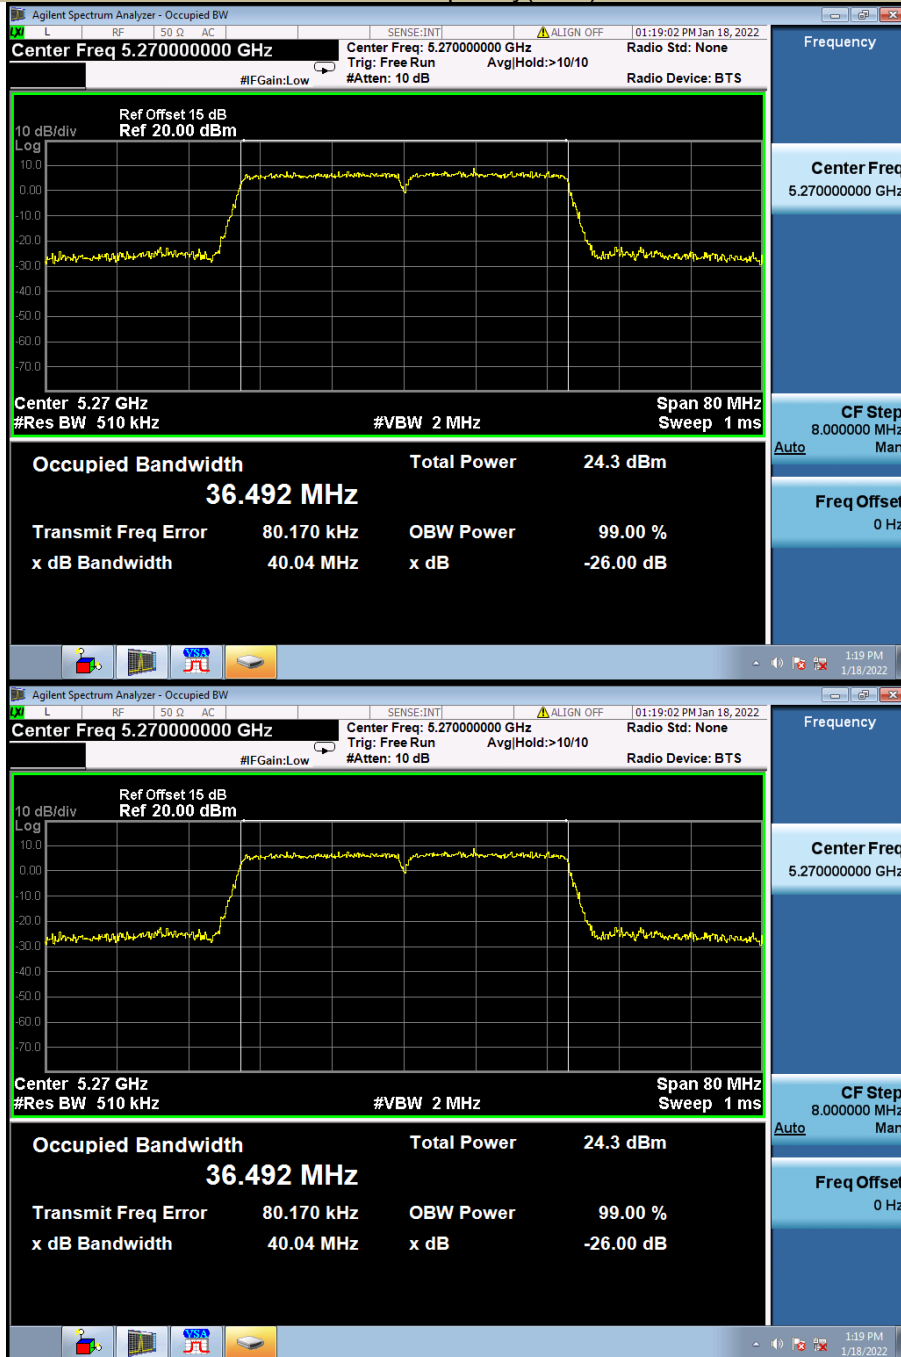 Agilent Spectrum Analyzer - Occupied BW
LXI L RF 50 Ω AC SENSE:INT ALIGN OFF 01:19:02 PM Jan 18, 2022
Center Freq 5.270000000 GHz
Center Freq: 5.270000000 GHz
Radio Std: None
Trig: Free Run Avg|Hold:>10/10
#IFGain:Low
#Atten: 10 dB
Radio Device: BTS
Frequency
Ref Offset 15 dB
10 dB/div Ref 20.00 dBm
Log
10.0
0.00
-10.0
-20.0
-30.0
-40.0
-50.0
-60.0
-70.0
Center 5.27 GHz Span 80 MHz
#Res BW 510 kHz #VBW 2 MHz Sweep 1 ms
Center Freq
5.270000000 GHz
CF Step
8.000000 MHz
Auto Man
Freq Offset
0 Hz
Occupied Bandwidth Total Power 24.3 dBm
36.492 MHz
Transmit Freq Error 80.170 kHz OBW Power 99.00 %
x dB Bandwidth 40.04 MHz x dB -26.00 dB
VSA
1:19 PM
1/18/2022
Agilent Spectrum Analyzer - Occupied BW
LXI L RF 50 Ω AC SENSE:INT ALIGN OFF 01:19:02 PM Jan 18, 2022
Center Freq 5.270000000 GHz
Center Freq: 5.270000000 GHz
Radio Std: None
Trig: Free Run Avg|Hold:>10/10
#IFGain:Low
#Atten: 10 dB
Radio Device: BTS
Frequency
Ref Offset 15 dB
10 dB/div Ref 20.00 dBm
Log
10.0
0.00
-10.0
-20.0
-30.0
-40.0
-50.0
-60.0
-70.0
Center 5.27 GHz Span 80 MHz
#Res BW 510 kHz #VBW 2 MHz Sweep 1 ms
Center Freq
5.270000000 GHz
CF Step
8.000000 MHz
Auto Man
Freq Offset
0 Hz
Occupied Bandwidth Total Power 24.3 dBm
36.492 MHz
Transmit Freq Error 80.170 kHz OBW Power 99.00 %
x dB Bandwidth 40.04 MHz x dB -26.00 dB
VSA
1:19 PM
1/18/2022